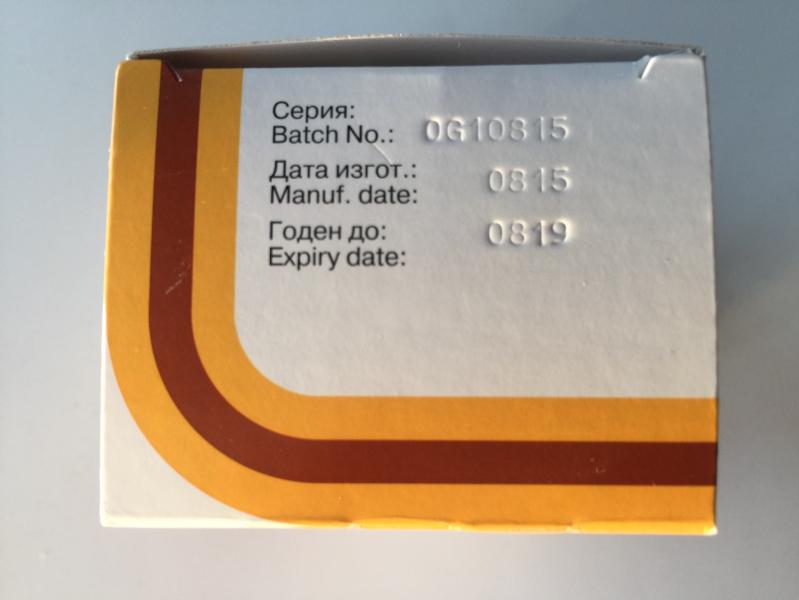 Серия:
Batch No.: 0G10815
Дата изгот.:
Manuf. date: 0815
Годен до: 0819
Expiry date: